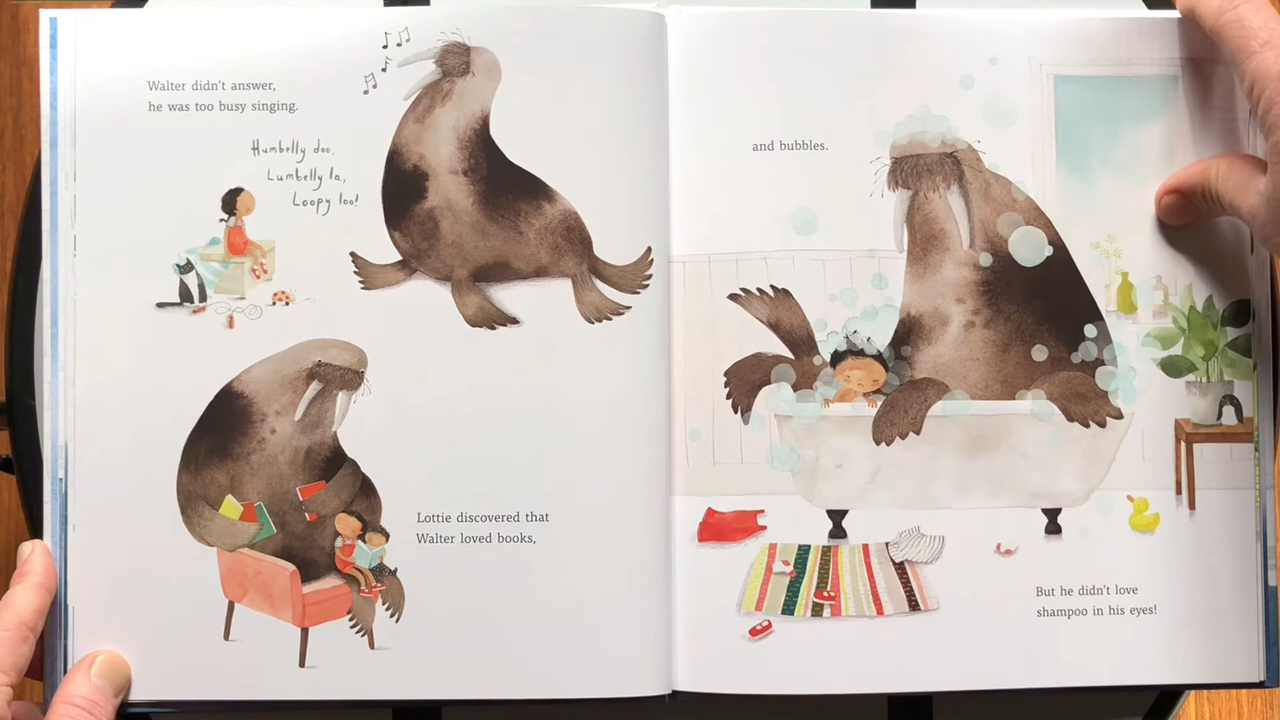 Walter didn't answer,
he was too busy singing.
Humbelly doo,
Lumbelly la,
Loopy loo!
Lottie discovered that
Walter loved books,
and bubbles.
But he didn't love
shampoo in his eyes!